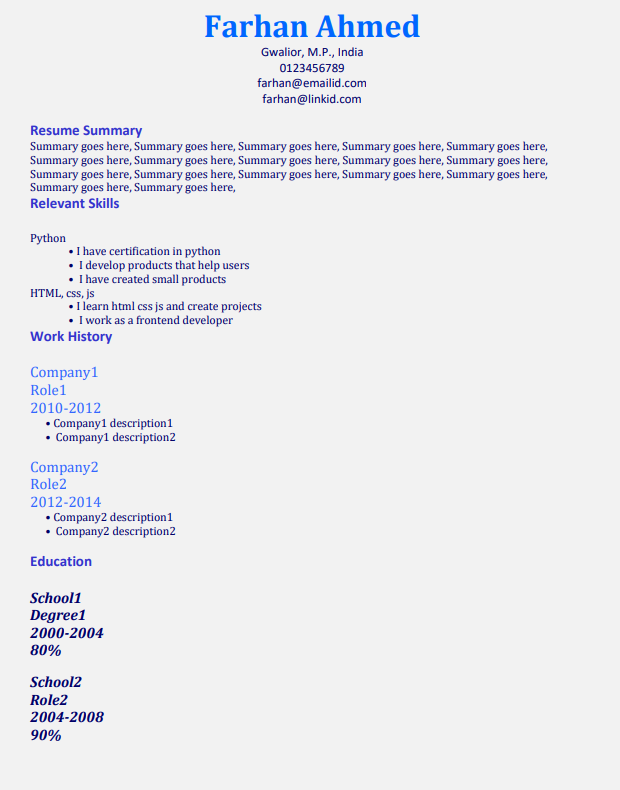 Farhan Ahmed
Gwalior, M.P., India
0123456789
farhan@emailid.com
farhan@linkid.com
Resume Summary
Summary goes here, Summary goes here, Summary goes here, Summary goes here, Summary goes here,
Summary goes here, Summary goes here, Summary goes here, Summary goes here, Summary goes here,
Summary goes here, Summary goes here, Summary goes here, Summary goes here, Summary goes here,
Summary goes here, Summary goes here,
Relevant Skills
Python
• I have certification in python
• I develop products that help users
• I have created small products
HTML, css, js
• I learn html css js and create projects
• I work as a frontend developer
Work History
Company1
Role1
2010-2012
• Company1 description1
• Company1 description2
Company2
Role2
2012-2014
• Company2 description1
• Company2 description2
Education
School1
Degree1
2000-2004
80%
School2
Role2
2004-2008
90%